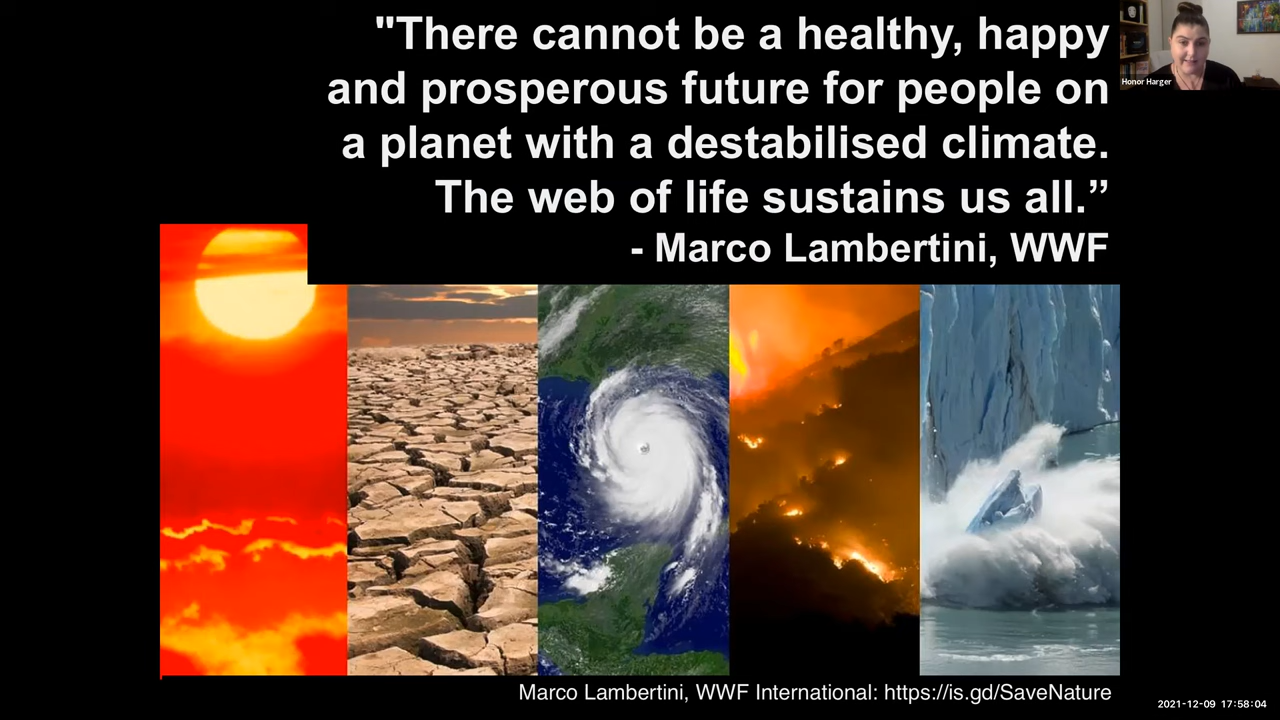 "There cannot be a healthy, happy
and prosperous future for people on
a planet with a destabilised climate.
The web of life sustains us all.”
- Marco Lambertini, WWF
Honor Harger
Marco Lambertini, WWF International: https://is.gd/SaveNature
2021-12-09 17:58:04